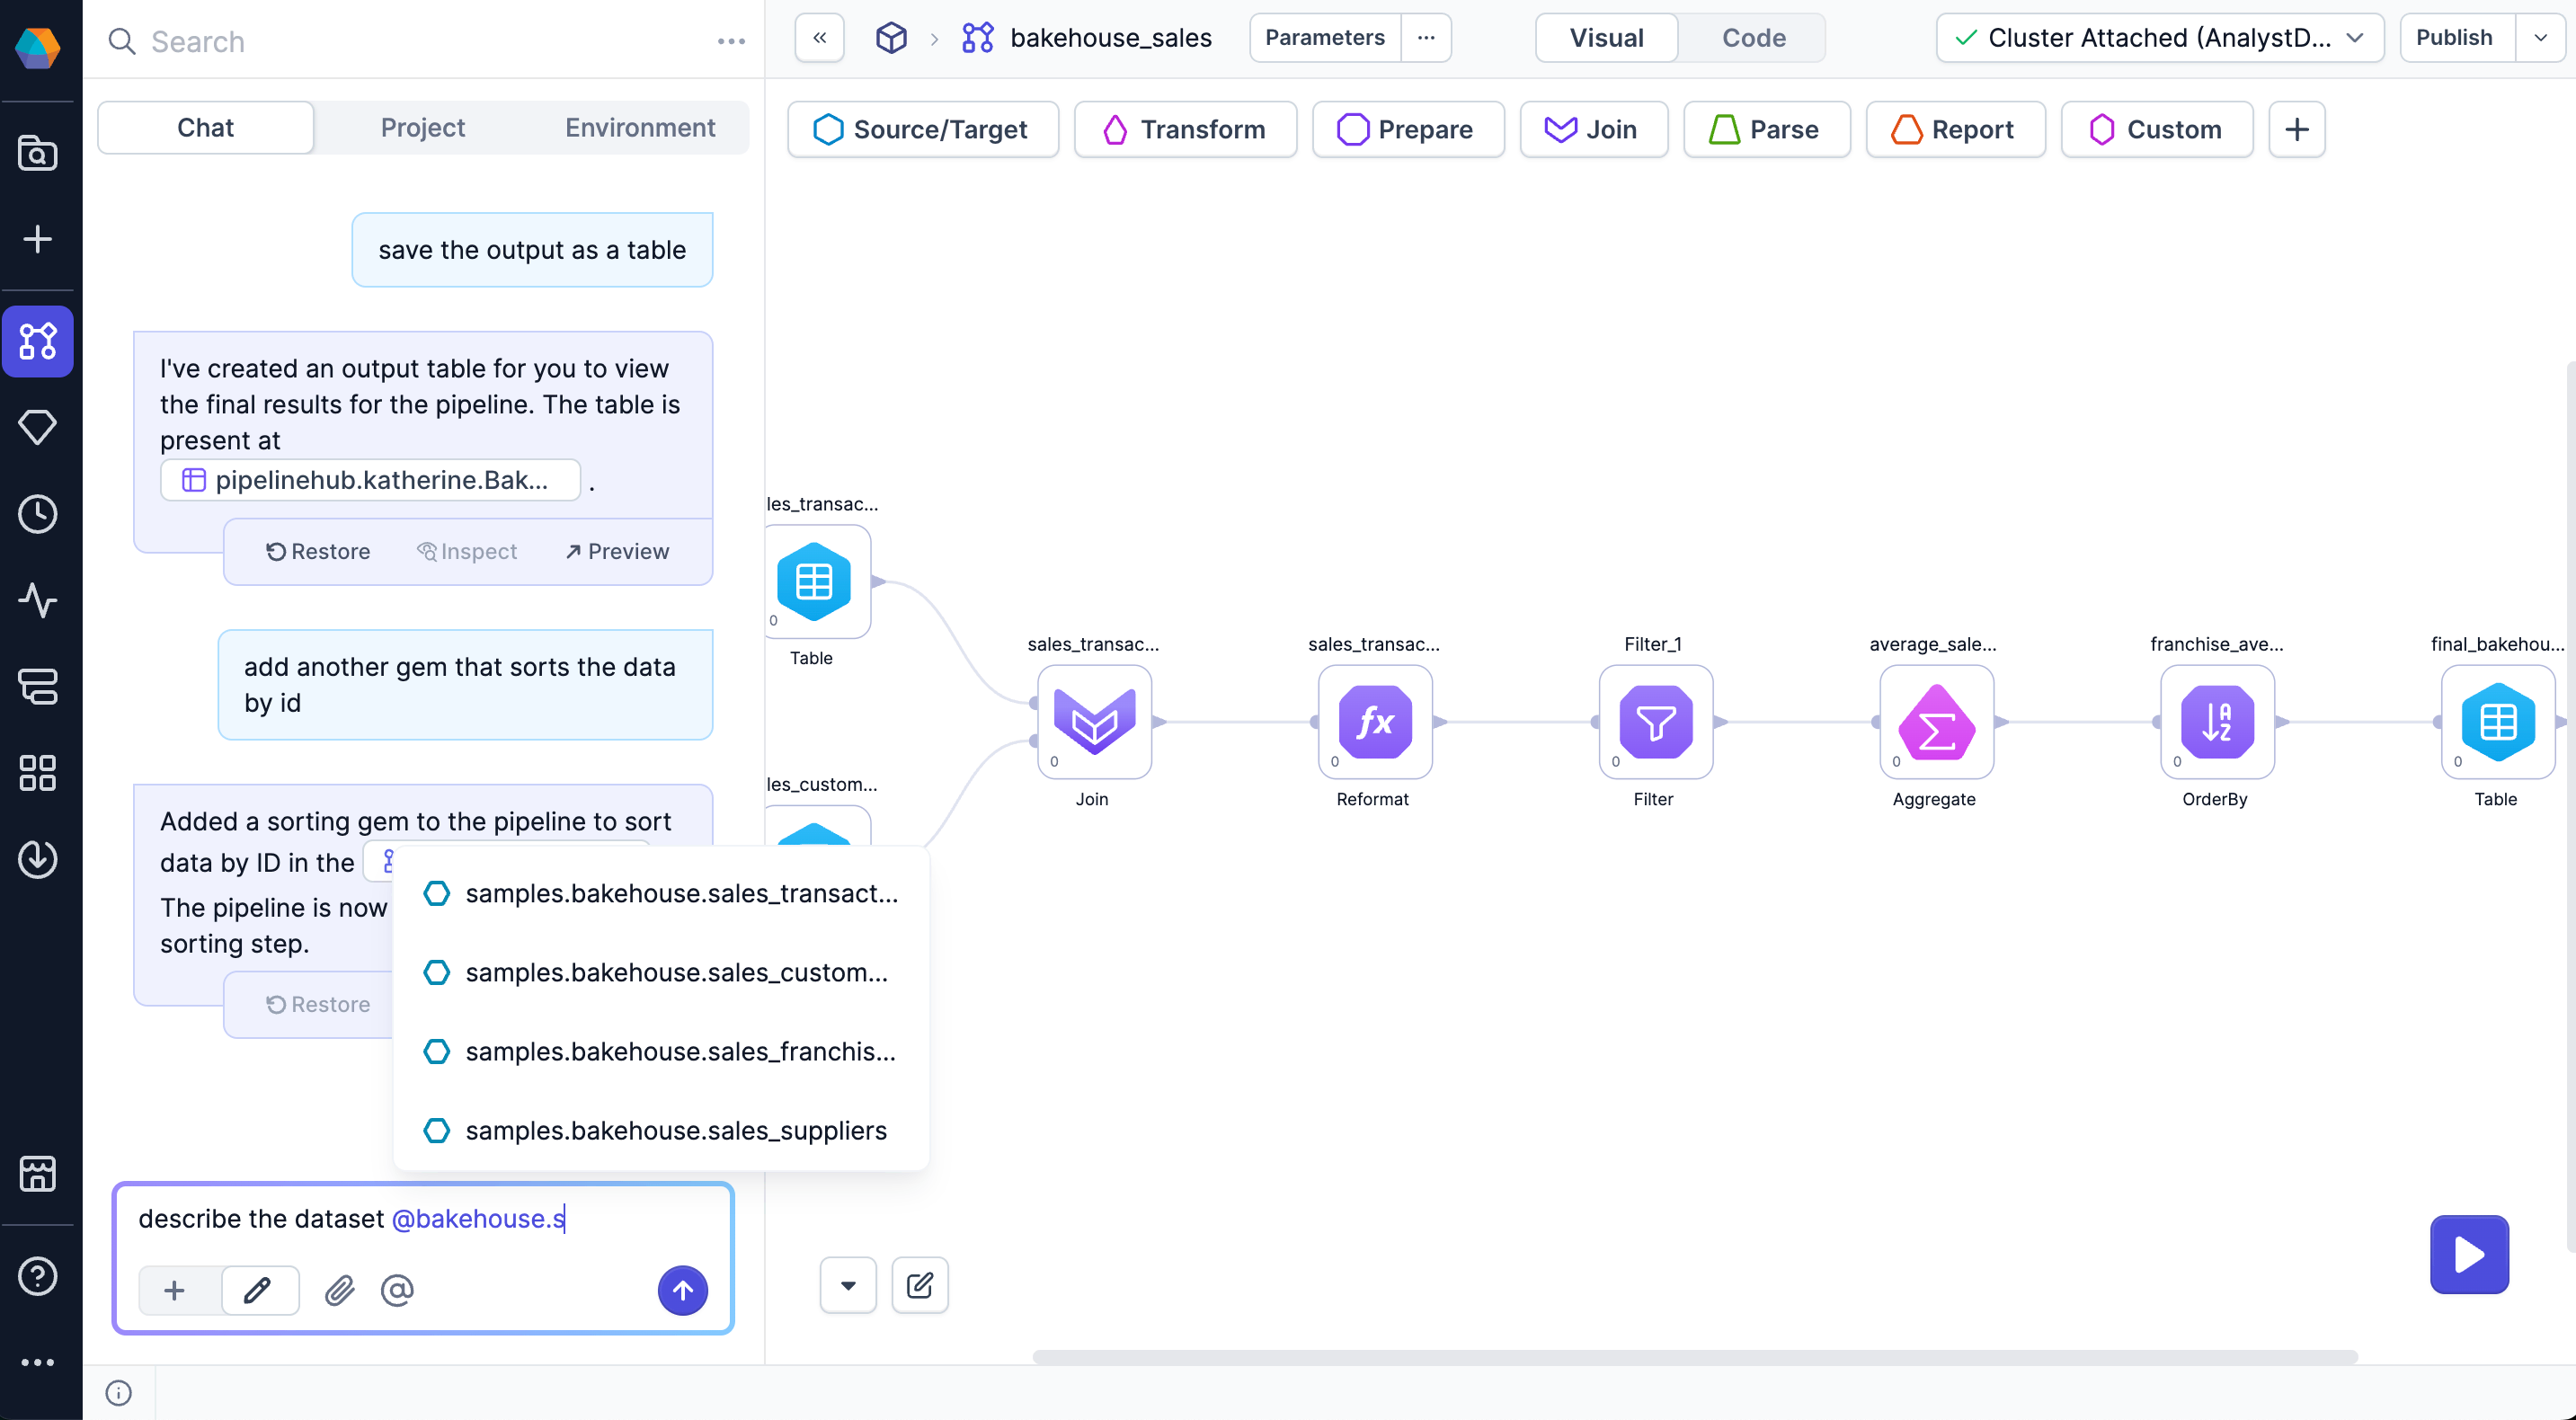 Search
bakehouse_sales
Parameters
Visual
Code
Cluster Attached (AnalystD...
Publish
Chat
Project
Environment
Source/Target
Transform
Prepare
Join
Parse
Report
Custom
save the output as a table
I've created an output table for you to view
the final results for the pipeline. The table is
present at
pipelinehub.katherine.Bak... .
Restore
Inspect
Preview
add another gem that sorts the data
by id
Added a sorting gem to the pipeline to sort
data by ID in the
The pipeline is now
sorting step.
Restore
samples.bakehouse.sales_transact...
samples.bakehouse.sales_custom...
samples.bakehouse.sales_franchis...
samples.bakehouse.sales_suppliers
describe the dataset @bakehouse.s
les_transac...
0
Table
les_custom...
sales_transac...
0
Join
sales_transac...
fx
0
Reformat
Filter_1
0
Filter
average_sale...
Σ
0
Aggregate
franchise_ave...
A
Z
0
OrderBy
final_bakehou...
0
Table